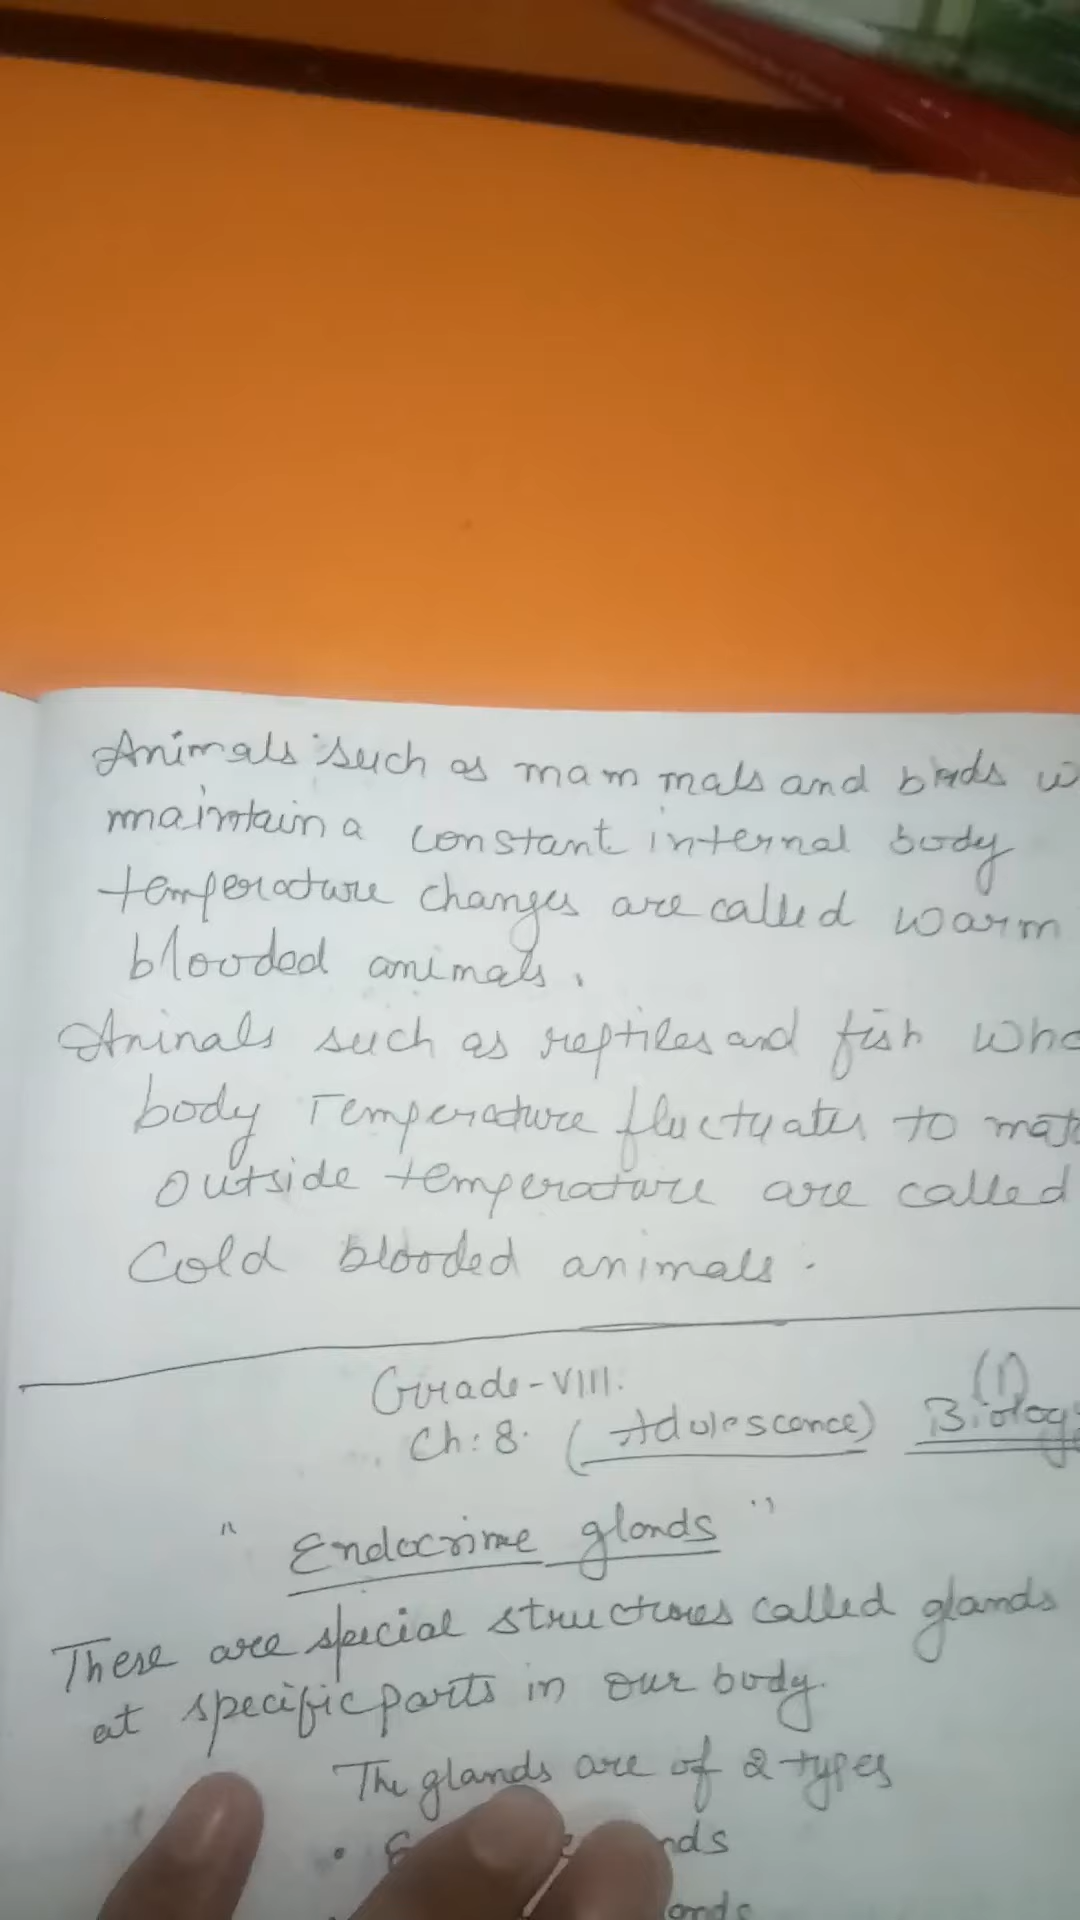 Animals such as mammals and birds
maintain a constant internal body
temperature changes are called warm
blooded animals.
Aninals such as reptiles and fish
body Temperature fluctuates to
outside temperature are called
Cold blooded animals.
(1)
Grade-VIII.
Ch: 8. (Adolescence) Biology
"Endocrine glands"
These are special structures called glands
at specific parts in our body.
The glands are of 2 types